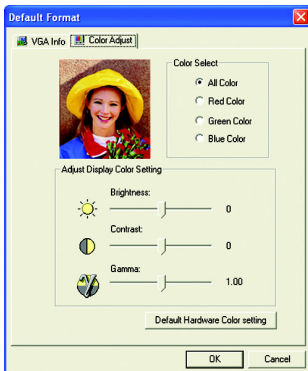 Default Format
VGA Info
Color Adjust
Color Select
All Color
Red Color
Green Color
Blue Color
Adjust Display Color Setting
Brightness:
0
Contrast:
0
Gamma:
1.00
Default Hardware Color setting
OK
Cancel